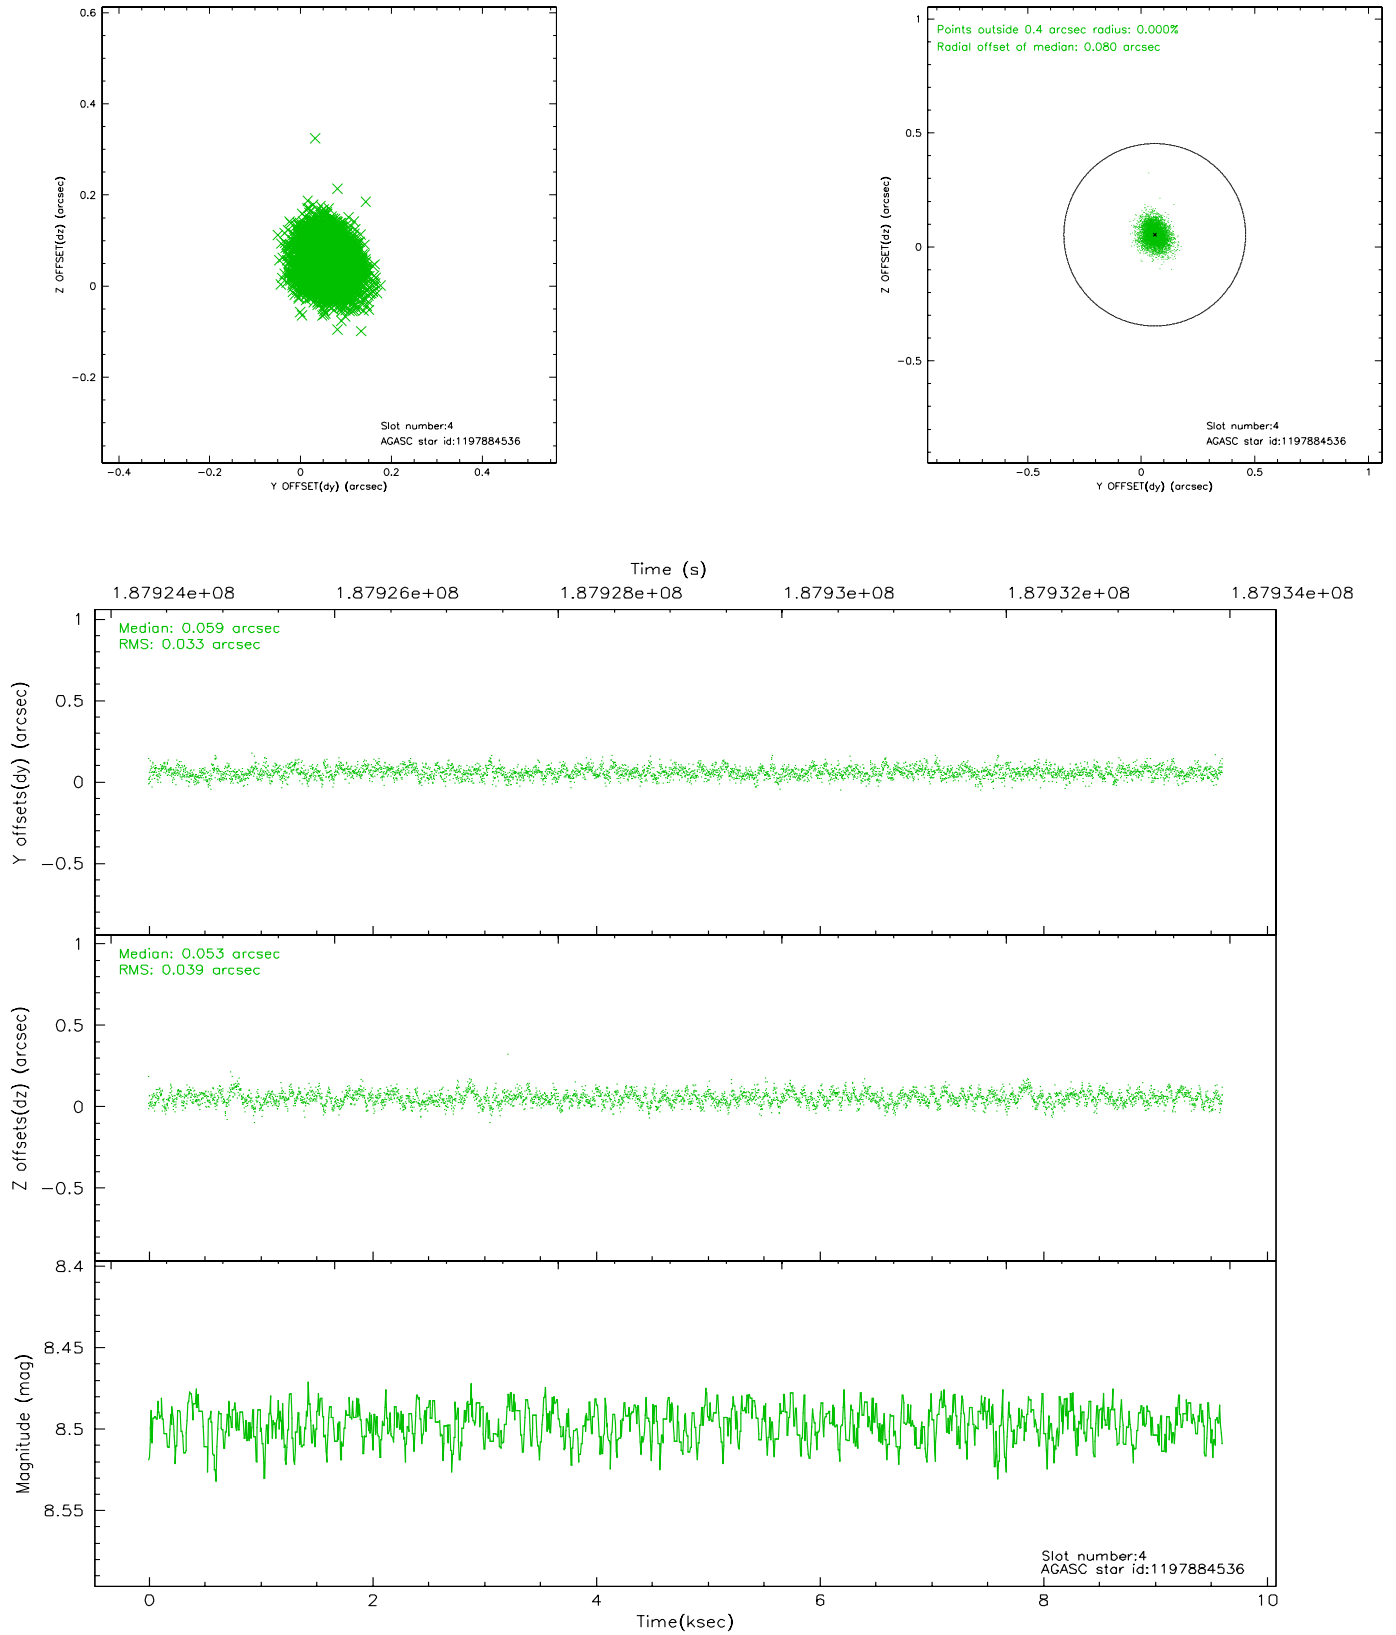 0.6
0.4
0.2
0
−0.2
Z OFFSET(dz) (arcsec)
Slot number:4
AGASC star id:1197884536
−0.4 −0.2 0 0.2 0.4
Y OFFSET(dy) (arcsec)
Points outside 0.4 arcsec radius: 0.000%
Radial offset of median: 0.080 arcsec
1
0.5
0
−0.5
Z OFFSET(dz) (arcsec)
Slot number:4
AGASC star id:1197884536
−0.5 0 0.5 1
Y OFFSET(dy) (arcsec)
Time (s)
1.87924e+08 1.87926e+08 1.87928e+08 1.8793e+08 1.87932e+08 1.87934e+08
Median: 0.059 arcsec
RMS: 0.033 arcsec
1
0.5
0
−0.5
Y offsets(dy) (arcsec)
Median: 0.053 arcsec
RMS: 0.039 arcsec
1
0.5
0
−0.5
Z offsets(dz) (arcsec)
8.4
8.45
8.5
8.55
Magnitude (mag)
Slot number:4
AGASC star id:1197884536
0 2 4 6 8 10
Time(ksec)